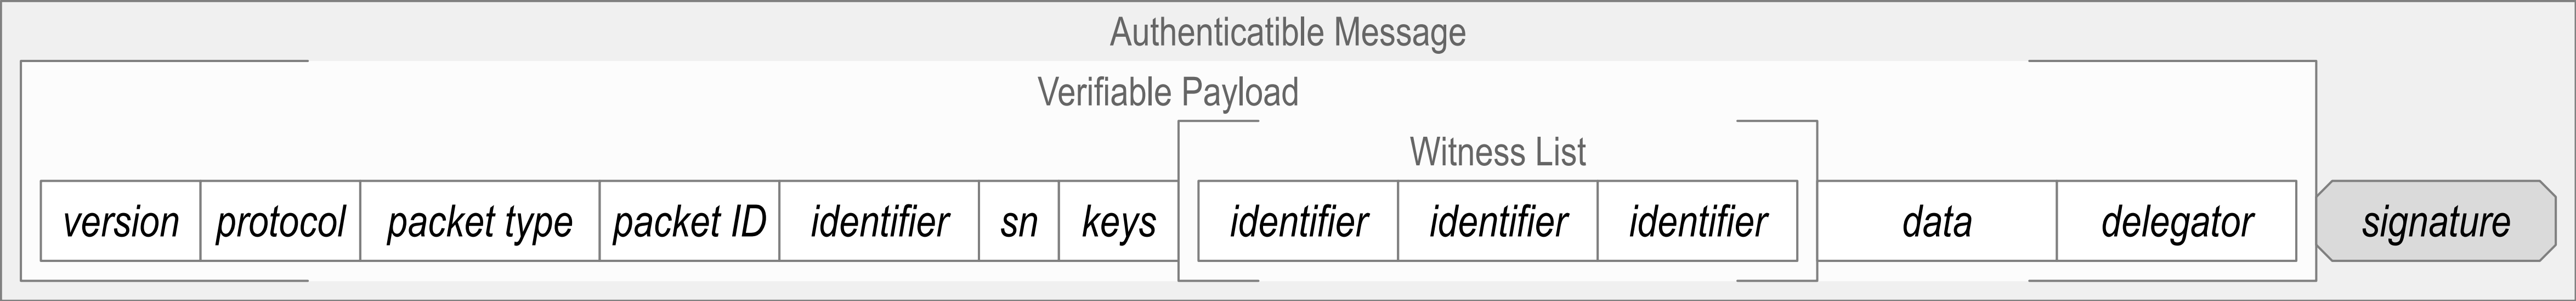 Authenticatible Message
Verifiable Payload
Witness List
version protocol packet type packet ID identifier sn keys identifier identifier identifier data delegator signature